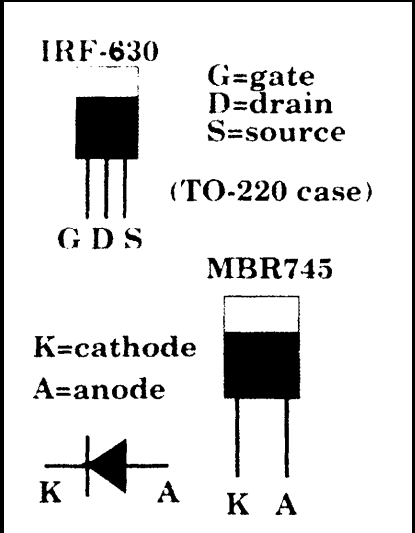 IRF-630
G=gate
D=drain
S=source
(TO-220 case)
G D S
MBR745
K=cathode
A=anode
K A
K A